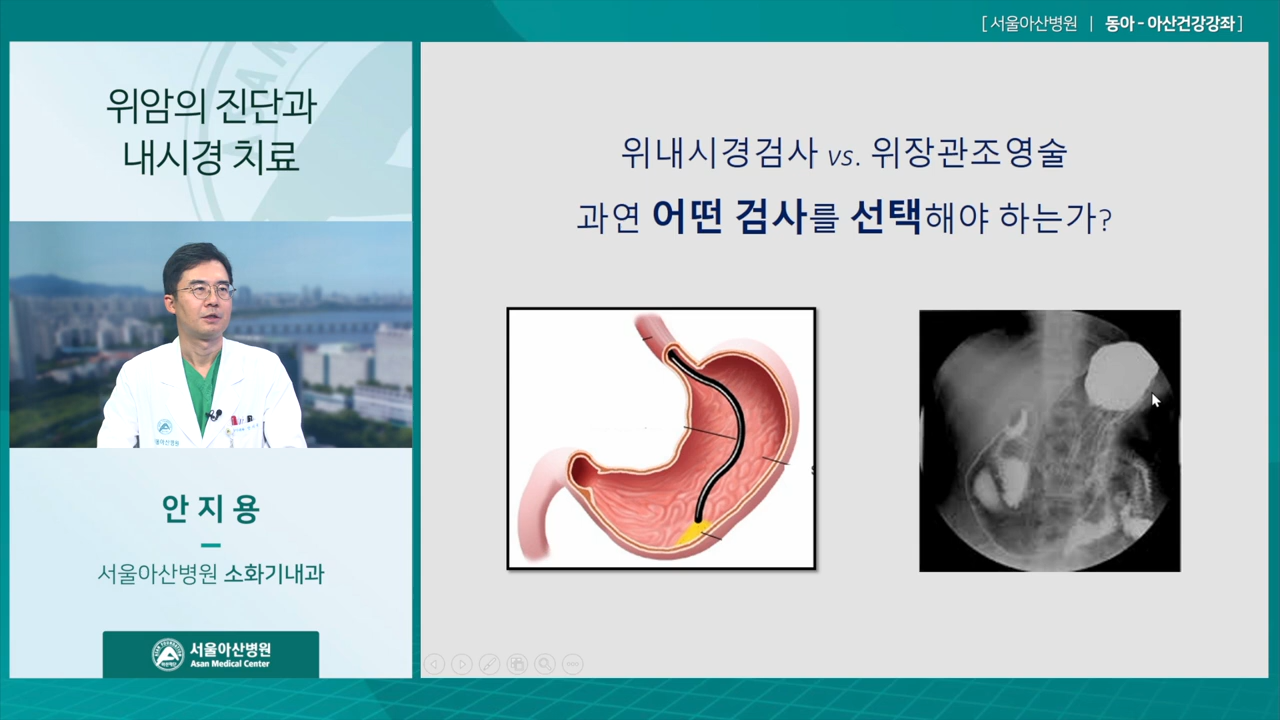 [ 서울아산병원 | 동아 - 아산건강강좌 ]
위암의 진단과
내시경 치료
위내시경검사 vs. 위장관조영술
과연 어떤 검사를 선택해야 하는가?
안 지 용
서울아산병원 소화기내과
서울아산병원
Asan Medical Center